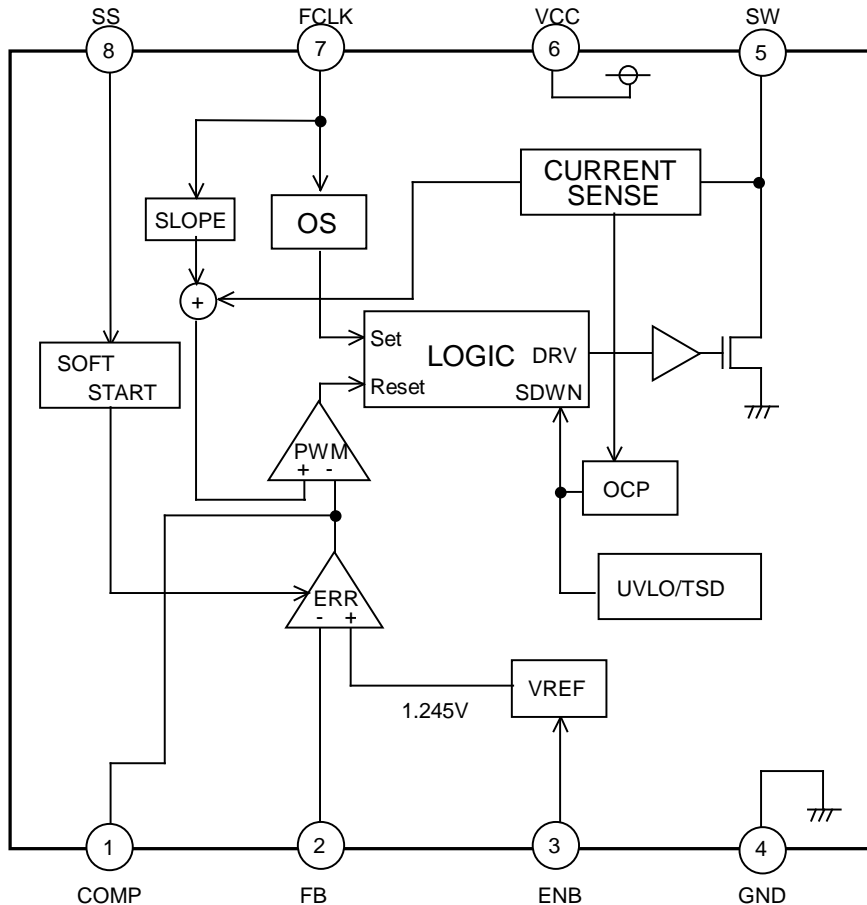 SS
FCLK
VCC
SW
8
7
6
5
CURRENT
SENSE
SLOPE
OS
+
Set
LOGIC
DRV
Reset
SDWN
SOFT
START
PWM
+ -
OCP
UVLO/TSD
ERR
- +
VREF
1.245V
1
2
3
4
COMP
FB
ENB
GND